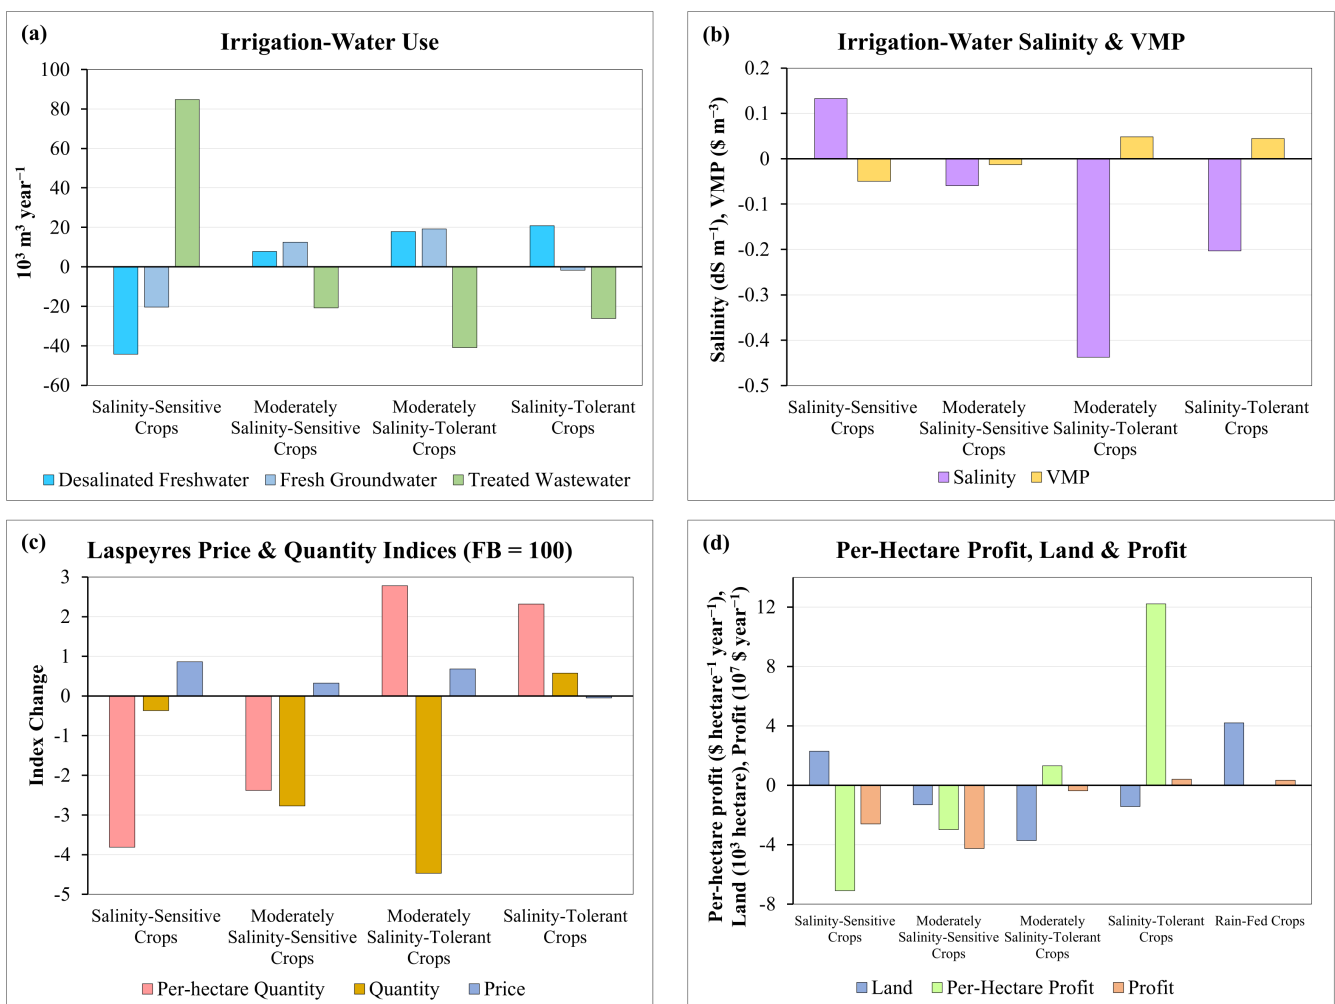 (a)
Irrigation-Water Use
10³ m³ year⁻¹
100
80
60
40
20
0
-20
-40
-60
Salinity-Sensitive Crops
Moderately Salinity-Sensitive Crops
Moderately Salinity-Tolerant Crops
Salinity-Tolerant Crops
Desalinated Freshwater Fresh Groundwater Treated Wastewater
(b)
Irrigation-Water Salinity & VMP
Salinity (dS m⁻¹), VMP ($ m⁻³)
0.2
0.1
0
-0.1
-0.2
-0.3
-0.4
-0.5
Salinity-Sensitive Crops
Moderately Salinity-Sensitive Crops
Moderately Salinity-Tolerant Crops
Salinity-Tolerant Crops
Salinity VMP
(c)
Laspeyres Price & Quantity Indices (FB = 100)
Index Change
3
2
1
0
-1
-2
-3
-4
-5
Salinity-Sensitive Crops
Moderately Salinity-Sensitive Crops
Moderately Salinity-Tolerant Crops
Salinity-Tolerant Crops
Per-hectare Quantity Quantity Price
(d)
Per-Hectare Profit, Land & Profit
Per-hectare profit ($ hectare⁻¹ year⁻¹),
Land (10³ hectare), Profit (10⁷ $ year⁻¹)
12
8
4
0
-4
-8
Salinity-Sensitive Crops
Moderately Salinity-Sensitive Crops
Moderately Salinity-Tolerant Crops
Salinity-Tolerant Crops
Rain-Fed Crops
Land Per-Hectare Profit Profit